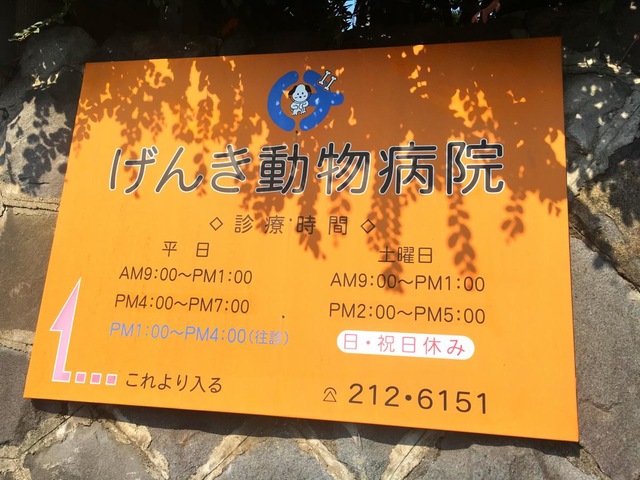 げんき動物病院
◇診療時間◇
平日
AM9:00～PM1:00
PM4:00～PM7:00
PM1:00～PM4:00(往診)
土曜日
AM9:00～PM1:00
PM2:00～PM5:00
日・祝日休み
これより入る
☎ 212・6151